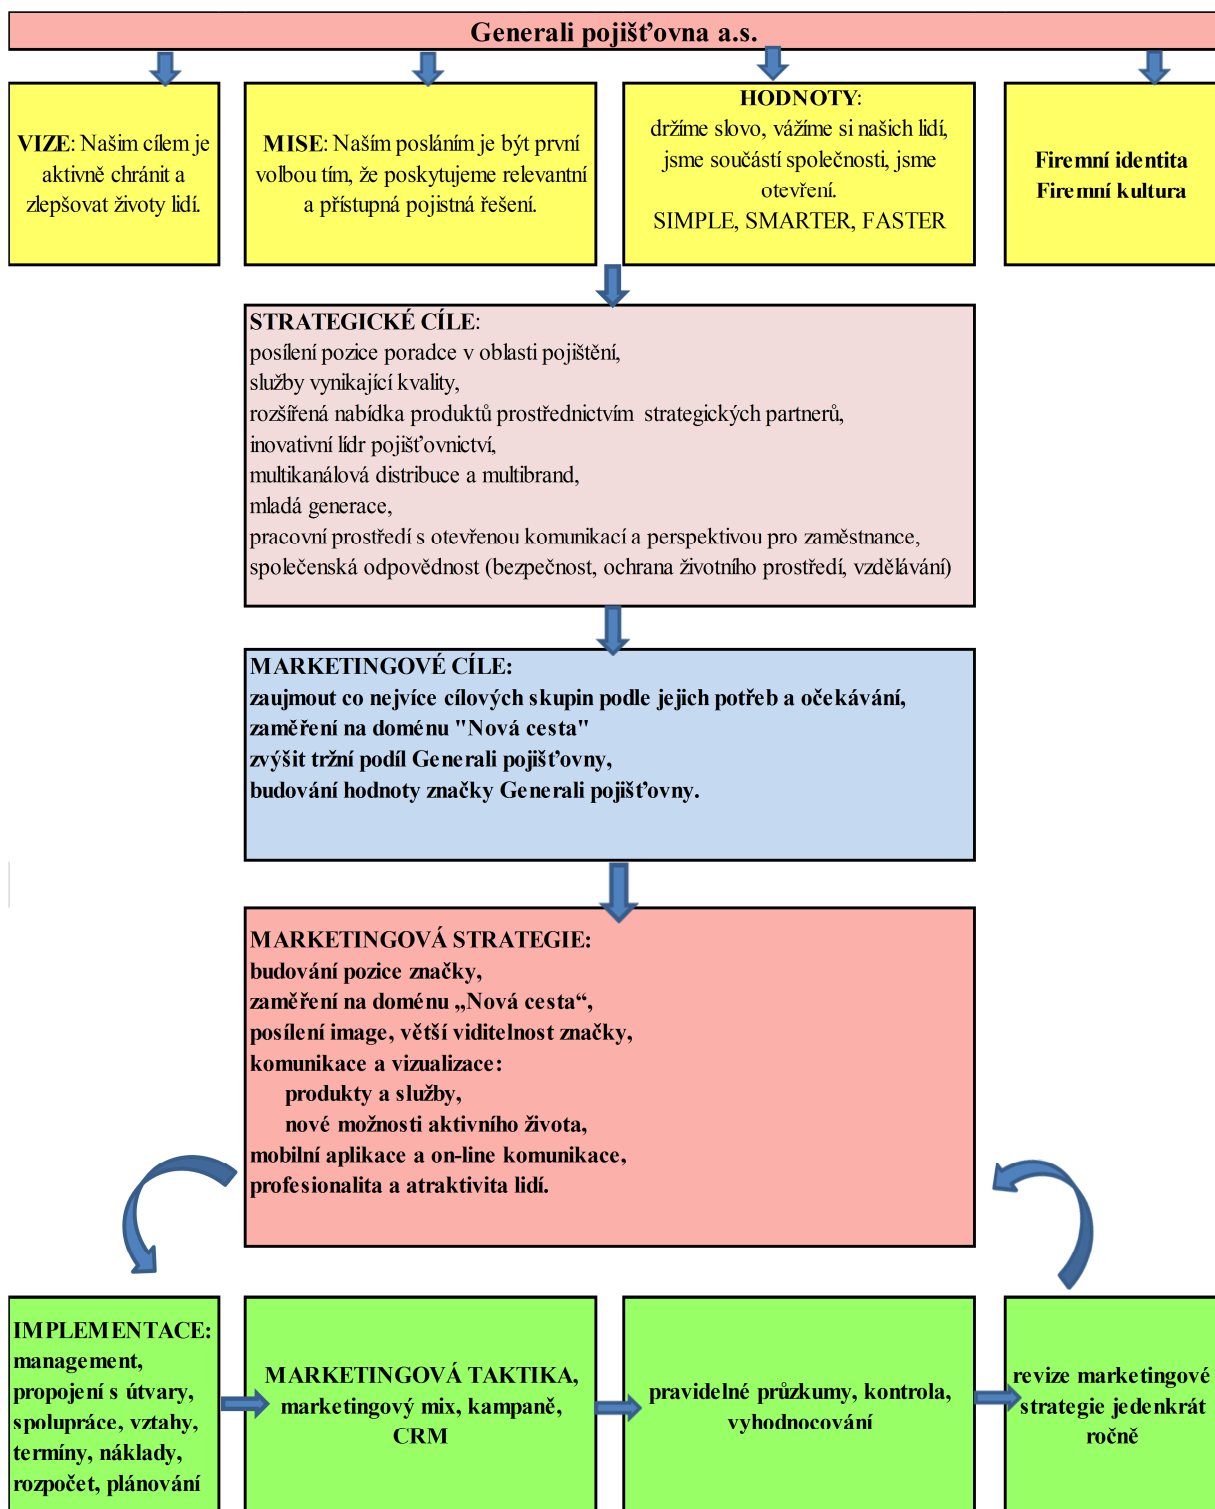 Generali pojišťovna a.s.
VIZE: Našim cílem je
aktivně chránit a
zlepšovat životy lidí.
MISE: Naším posláním je být první
volbou tím, že poskytujeme relevantní
a přístupná pojistná řešení.
HODNOTY:
držíme slovo, vážíme si našich lidí,
jsme součástí společnosti, jsme
otevření.
SIMPLE, SMARTER, FASTER
Firemní identita
Firemní kultura
STRATEGICKÉ CÍLE:
posílení pozice poradce v oblasti pojištění,
služby vynikající kvality,
rozšířená nabídka produktů prostřednictvím strategických partnerů,
inovativní lídr pojišťovnictví,
multikanálová distribuce a multibrand,
mladá generace,
pracovní prostředí s otevřenou komunikací a perspektivou pro zaměstnance,
společenská odpovědnost (bezpečnost, ochrana životního prostředí, vzdělávání)
MARKETINGOVÉ CÍLE:
zaujmout co nejvíce cílových skupin podle jejich potřeb a očekávání,
zaměření na doménu "Nová cesta"
zvýšit tržní podíl Generali pojišťovny,
budování hodnoty značky Generali pojišťovny.
MARKETINGOVÁ STRATEGIE:
budování pozice značky,
zaměření na doménu „Nová cesta“,
posílení image, větší viditelnost značky,
komunikace a vizualizace:
produkty a služby,
nové možnosti aktivního života,
mobilní aplikace a on-line komunikace,
profesionalita a atraktivita lidí.
IMPLEMENTACE:
management,
propojení s útvary,
spolupráce, vztahy,
termíny, náklady,
rozpočet, plánování
MARKETINGOVÁ TAKTIKA,
marketingový mix, kampaně,
CRM
pravidelné průzkumy, kontrola,
vyhodnocování
revize marketingové
strategie jedenkrát
ročně